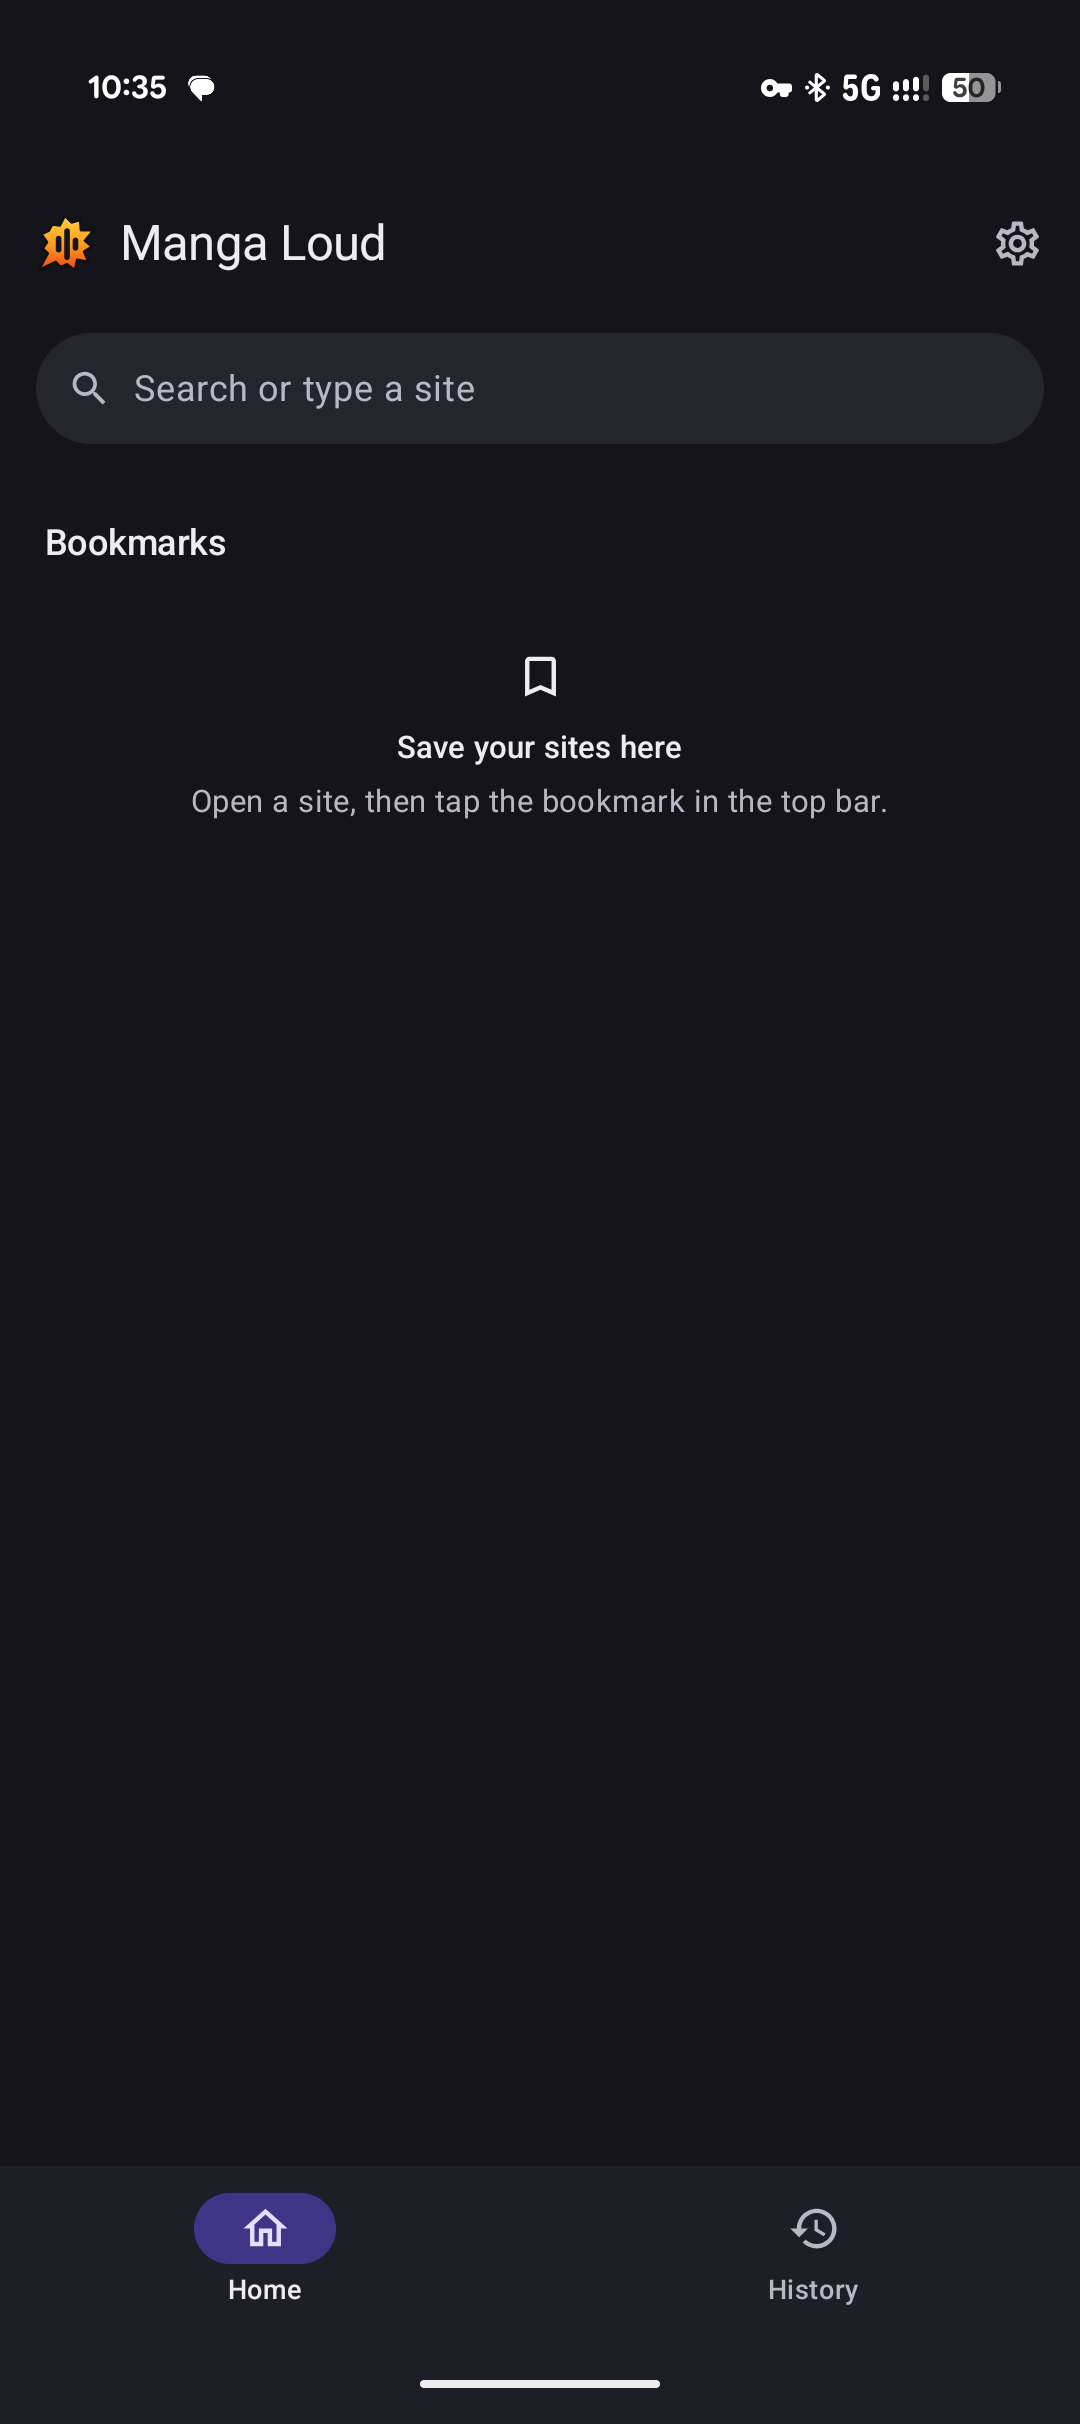 10:35
5G
50
Manga Loud
Search or type a site
Bookmarks
Save your sites here
Open a site, then tap the bookmark in the top bar.
Home
History